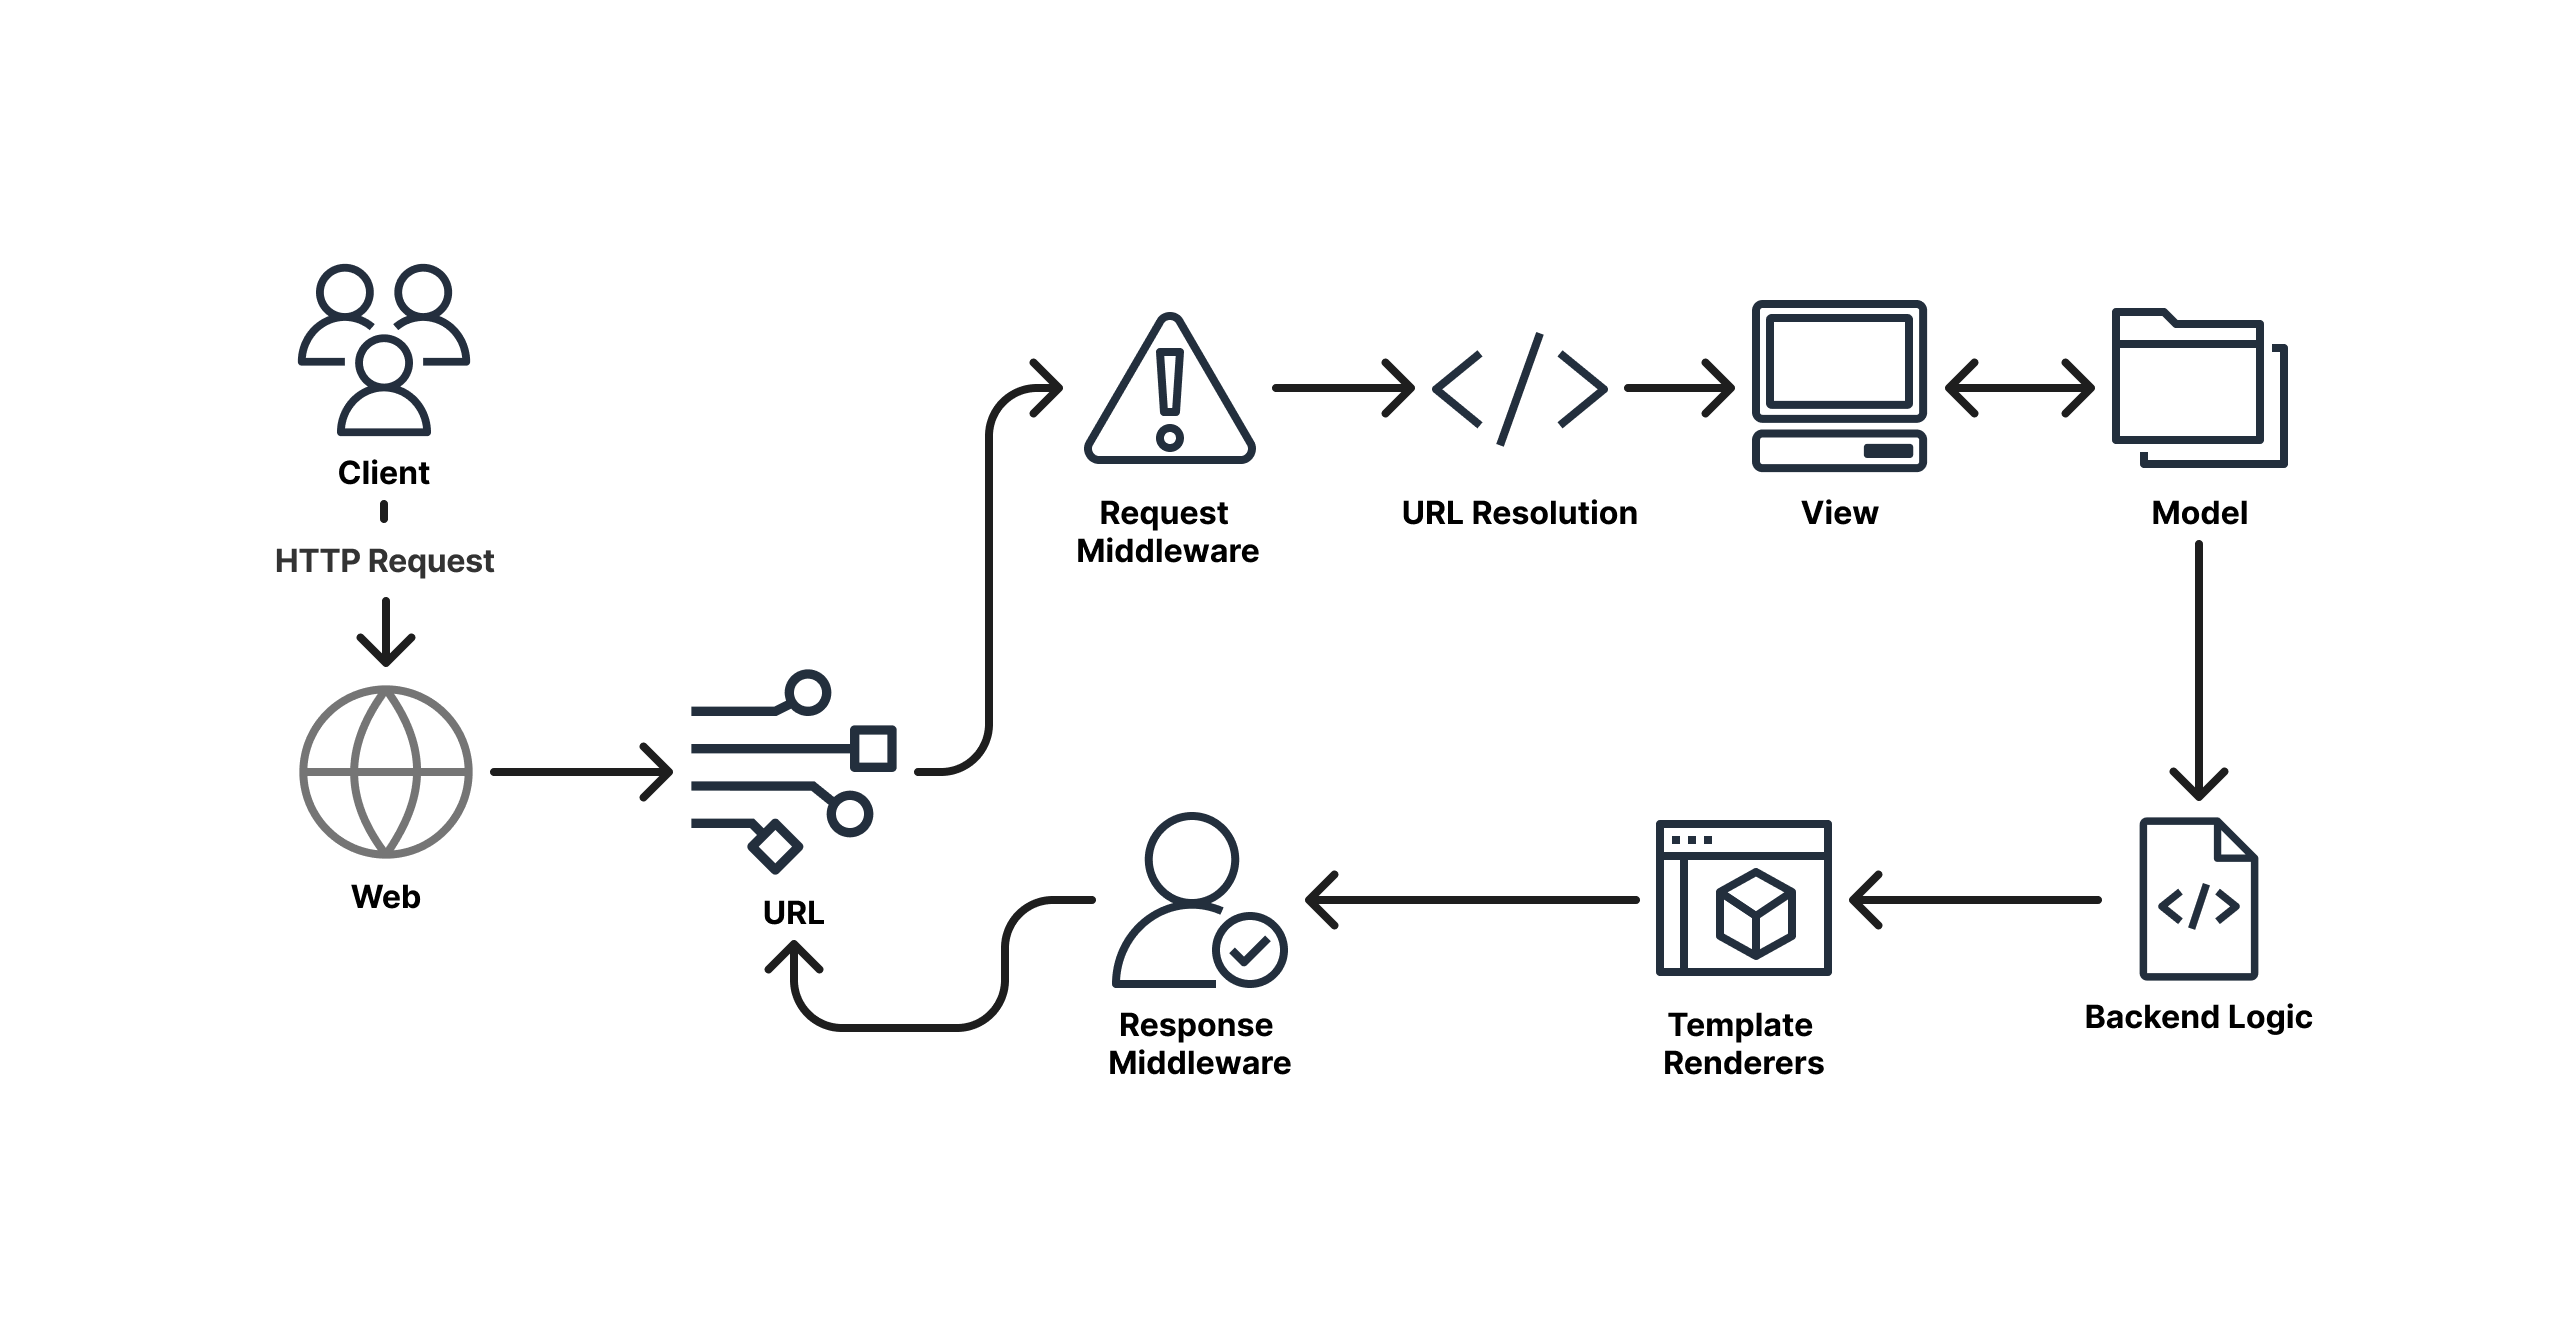 Client
HTTP Request
Web
URL
Request
Middleware
URL Resolution
View
Model
Backend Logic
Template
Renderers
Response
Middleware